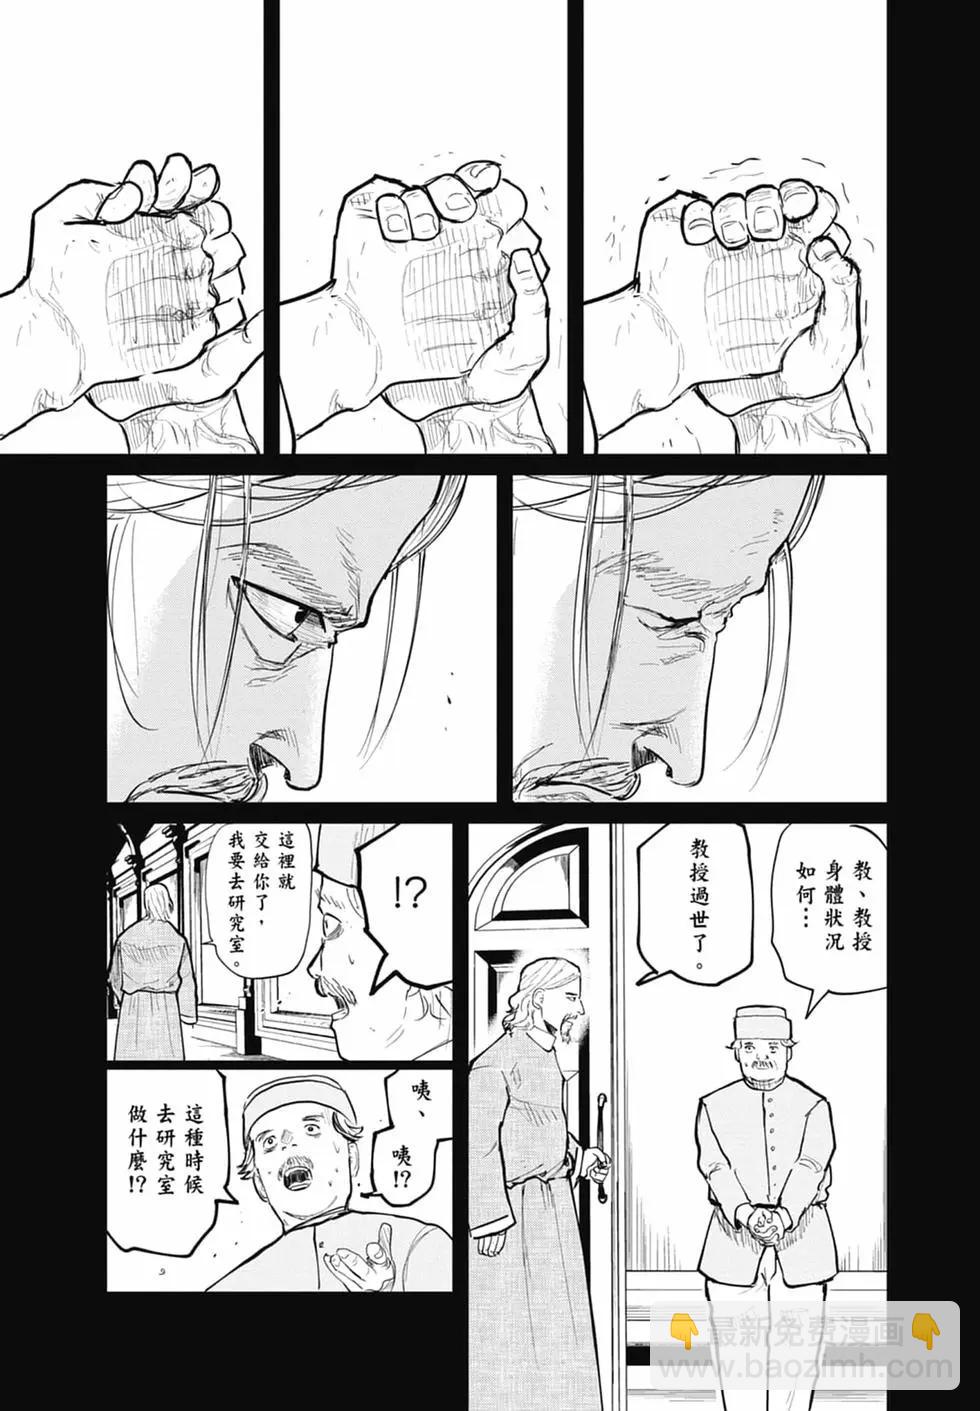 教、教授
身體狀況
如何…
教授過世了。
!?
這裡就
交給你了，
我要去研究室。
咦、
咦!?
這種時候
去研究室
做什麼!?
👇最新免费漫画👇
www.baozimh.com